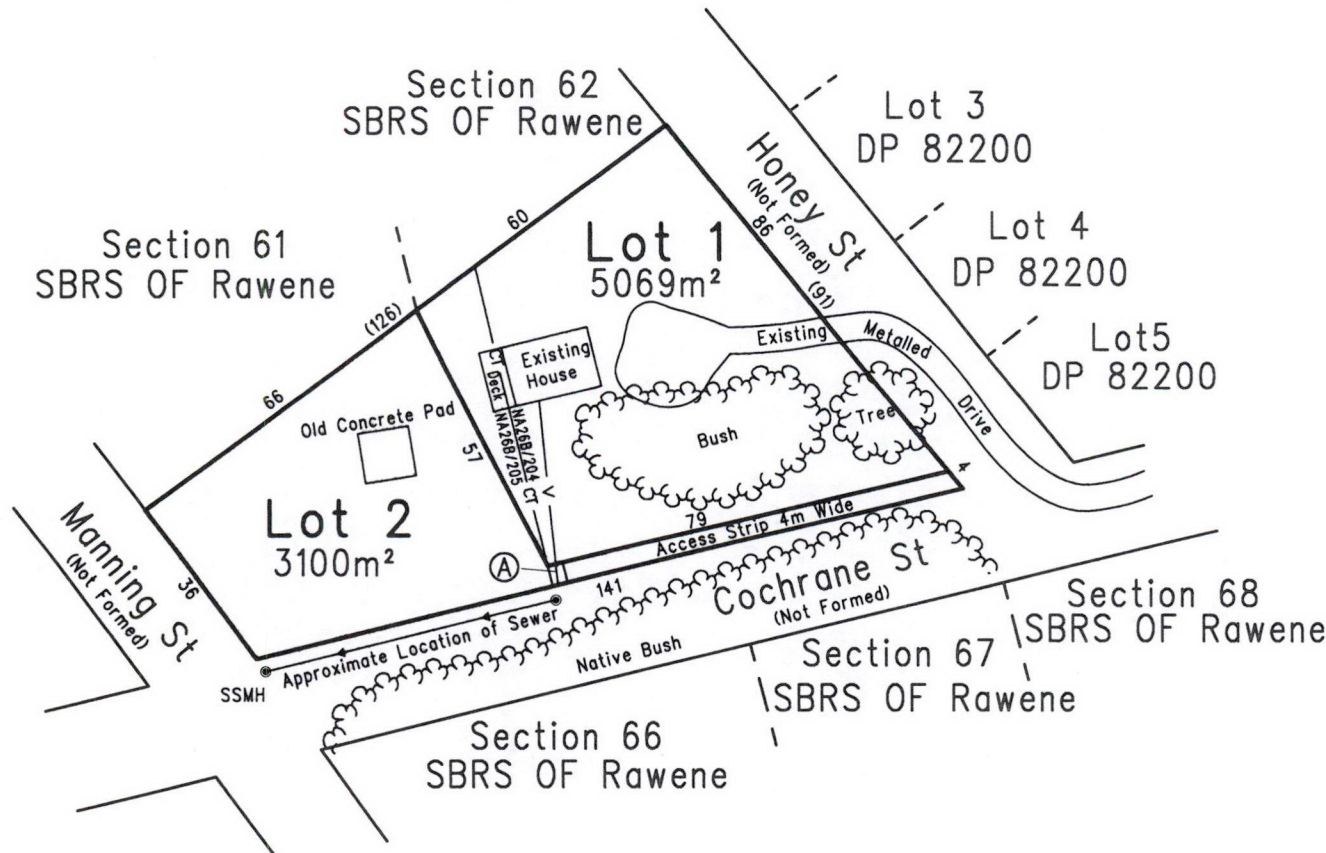 Section 62
SBRS OF Rawene
Lot 3
DP 82200
Honey St
(Not Formed)
86
(91)
Lot 4
DP 82200
Lot5
DP 82200
Section 61
SBRS OF Rawene
60
(126)
66
Lot 1
5069m²
Existing Metalled Drive
Existing
House
Deck
CT NA26B/204
NA26B/205 CT
Old Concrete Pad
57
Bush
Tree
4
V
79
Access Strip 4m Wide
Lot 2
3100m²
Manning St
(Not Formed)
36
A
141
Cochrane St
(Not Formed)
Approximate Location of Sewer
SSMH
Native Bush
Section 68
SBRS OF Rawene
Section 67
SBRS OF Rawene
Section 66
SBRS OF Rawene